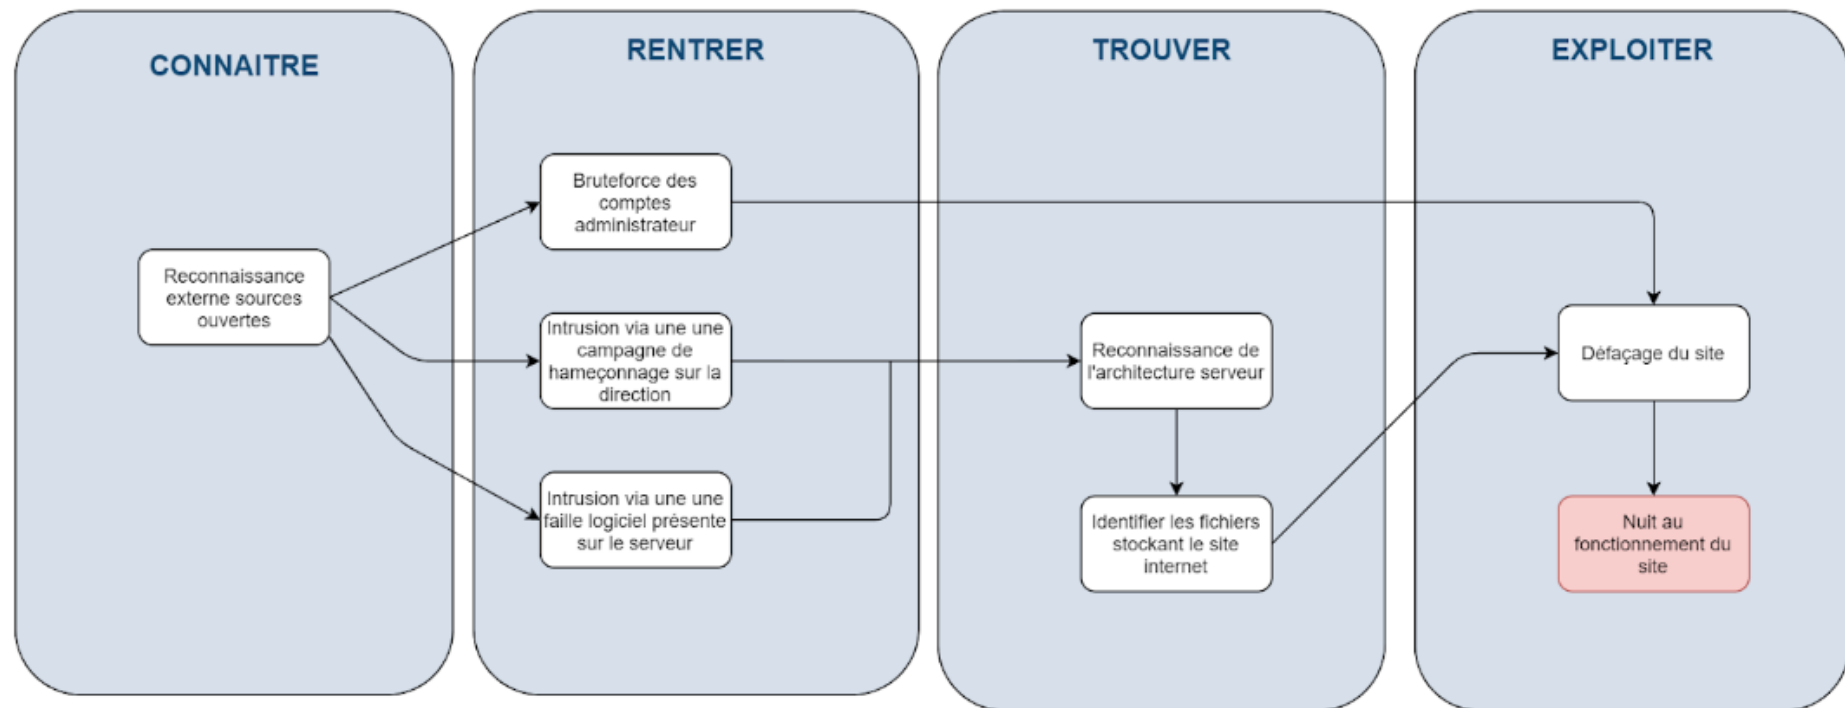 CONNAITRE
Reconnaissance
externe sources
ouvertes
RENTRER
Bruteforce des
comptes
administrateur
Intrusion via une une
campagne de
hameçonnage sur la
direction
Intrusion via une une
faille logiciel présente
sur le serveur
TROUVER
Reconnaissance de
l'architecture serveur
Identifier les fichiers
stockant le site
internet
EXPLOITER
Défaçage du site
Nuit au
fonctionnement du
site